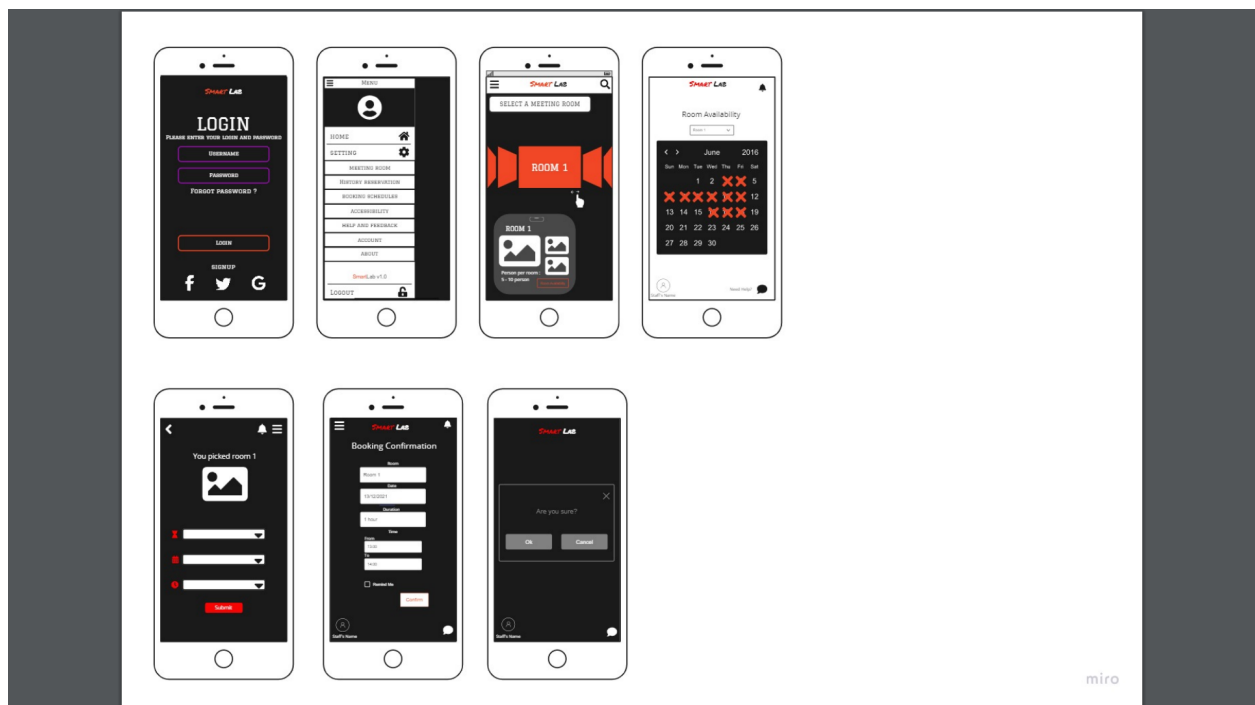 SMART LAB
LOGIN
PLEASE ENTER YOUR LOGIN AND PASSWORD
USERNAME
PASSWORD
FORGOT PASSWORD ?
LOGIN
SIGNUP
MENU
HOME
SETTING
MEETING ROOM
HISTORY RESERVATION
BOOKING SCHEDULES
ACCESSIBILITY
HELP AND FEEDBACK
ACCOUNT
ABOUT
SmartLab v1.0
LOGOUT
SMART LAB
SELECT A MEETING ROOM
ROOM 1
ROOM 1
Person per room :
5 - 10 person
SMART LAB
Room Availability
Room 1
June 2016
Sun Mon Tue Wed Thu Fri Sat
1 2 5
12
13 14 15 19
20 21 22 23 24 25 26
27 28 29 30
Staff's Name
Need Help?
You picked room 1
Submit
SMART LAB
Booking Confirmation
Room
Room 1
Date
Duration
1 hour
Time
From
To
Remind Me
Confirm
Staff's Name
SMART LAB
Are you sure?
Ok Cancel
Staff's Name
miro